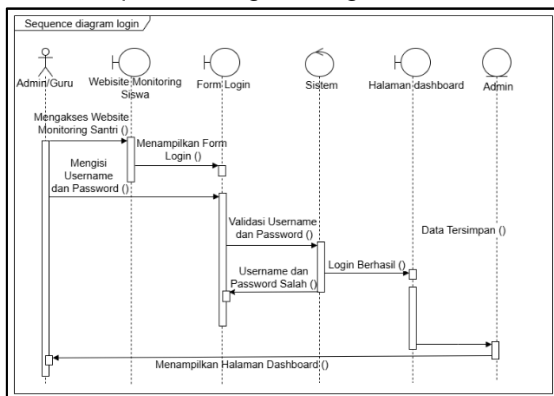 Sequence diagram login
Admin/Guru
Webisite Monitoring
Siswa
Form Login
Sistem
Halaman dashboard
Admin
Mengakses Website
Monitoring Santri ()
Menampilkan Form
Login ()
Mengisi
Username
dan Password ()
Validasi Username
dan Password ()
Data Tersimpan ()
Login Berhasil ()
Username dan
Password Salah ()
Menampilkan Halaman Dashboard ()